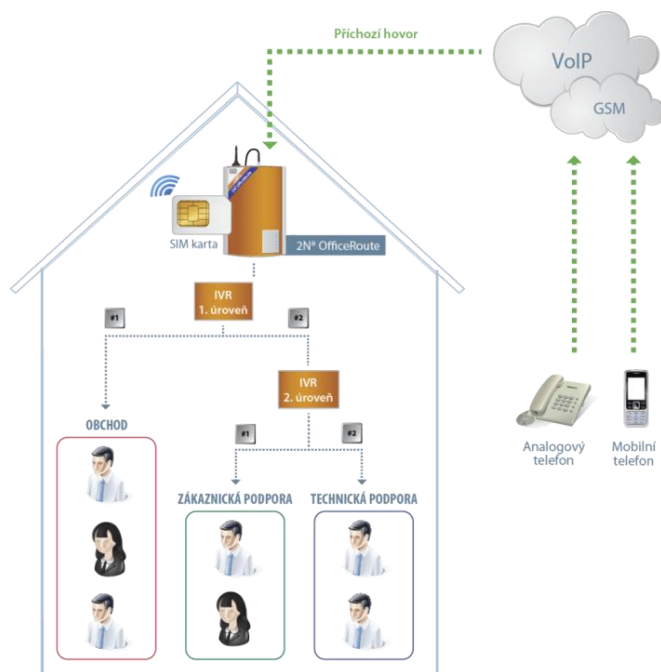 Příchozí hovor
VoIP
GSM
SIM karta
2N® OfficeRoute
IVR
1. úroveň
#1
#2
IVR
2. úroveň
OBCHOD
#1
#2
ZÁKAZNICKÁ PODPORA
TECHNICKÁ PODPORA
Analogový
telefon
Mobilní
telefon